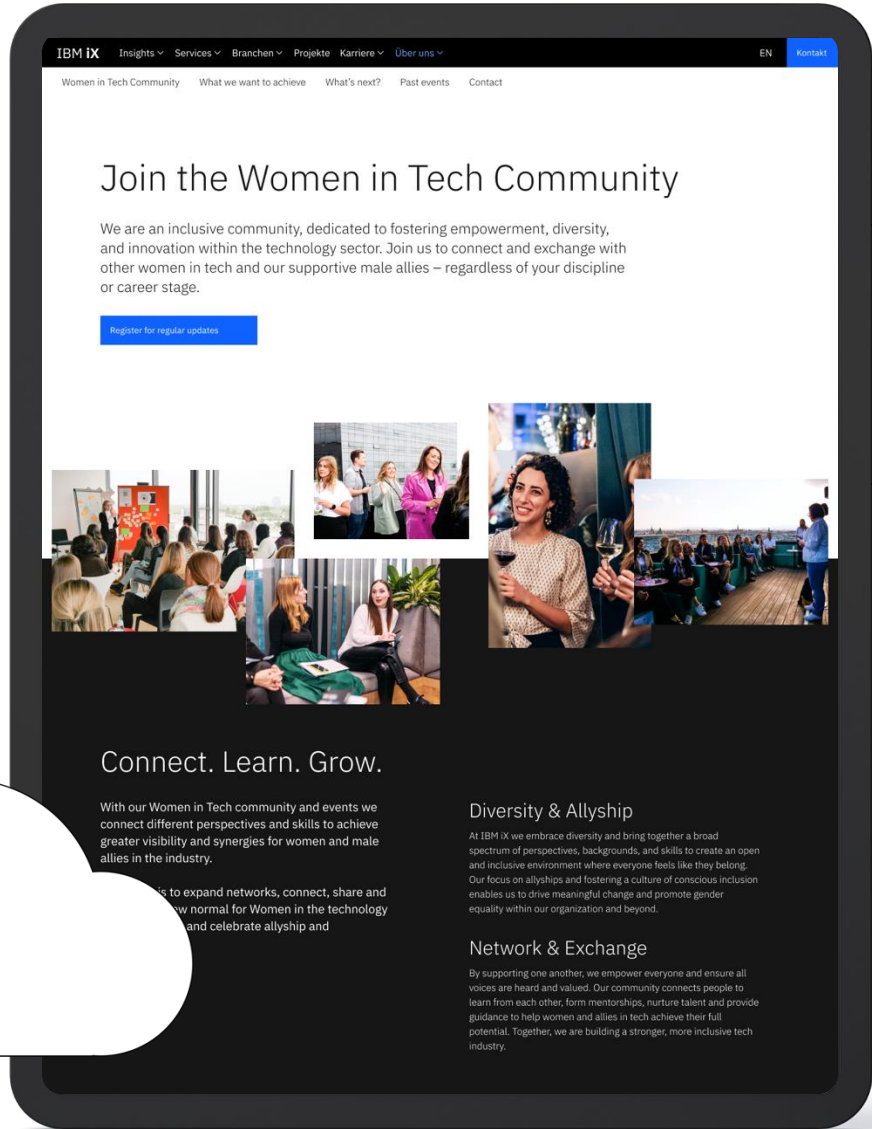 IBM iX Insights Services Branchen Projekte Karriere Über uns EN Kontakt
Women in Tech Community What we want to achieve What's next? Past events Contact
Join the Women in Tech Community
We are an inclusive community, dedicated to fostering empowerment, diversity,
and innovation within the technology sector. Join us to connect and exchange with
other women in tech and our supportive male allies – regardless of your discipline
or career stage.
Register for regular updates
Connect. Learn. Grow.
With our Women in Tech community and events we
connect different perspectives and skills to achieve
greater visibility and synergies for women and male
allies in the industry.
is to expand networks, connect, share and
normal for Women in the technology
and celebrate allyship and
Diversity & Allyship
At IBM iX we embrace diversity and bring together a broad
spectrum of perspectives, backgrounds, and skills to create an open
and inclusive environment where everyone feels like they belong.
Our focus on allyships and fostering a culture of conscious inclusion
enables us to drive meaningful change and promote gender
equality within our organization and beyond.
Network & Exchange
By supporting one another, we empower everyone and ensure all
voices are heard and valued. Our community connects people to
learn from each other, form mentorships, nurture talent and provide
guidance to help women and allies in tech achieve their full
potential. Together, we are building a stronger, more inclusive tech
industry.